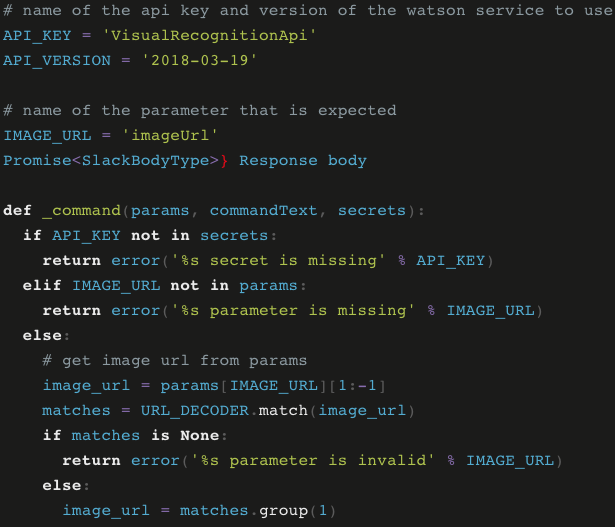 # name of the api key and version of the watson service to use
API_KEY = 'VisualRecognitionApi'
API_VERSION = '2018-03-19'

# name of the parameter that is expected
IMAGE_URL = 'imageUrl'
Promise<SlackBodyType>} Response body

def _command(params, commandText, secrets):
  if API_KEY not in secrets:
    return error('%s secret is missing' % API_KEY)
  elif IMAGE_URL not in params:
    return error('%s parameter is missing' % IMAGE_URL)
  else:
    # get image url from params
    image_url = params[IMAGE_URL][1:-1]
    matches = URL_DECODER.match(image_url)
    if matches is None:
      return error('%s parameter is invalid' % IMAGE_URL)
    else:
      image_url = matches.group(1)